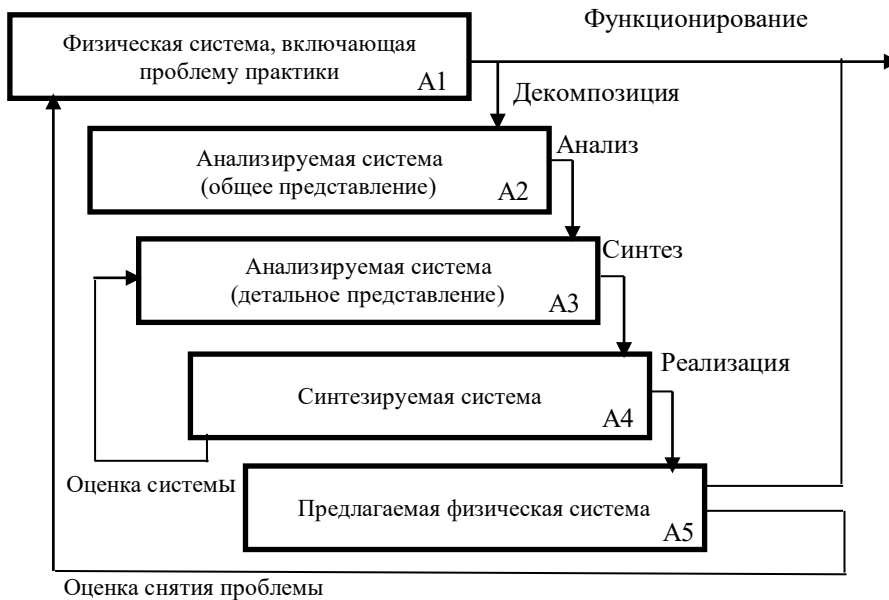 Функционирование
Физическая система, включающая
проблему практики
А1
Декомпозиция
Анализируемая система
(общее представление)
А2
Анализ
Анализируемая система
(детальное представление)
А3
Синтез
Синтезируемая система
А4
Реализация
Оценка системы
Предлагаемая физическая система
А5
Оценка снятия проблемы